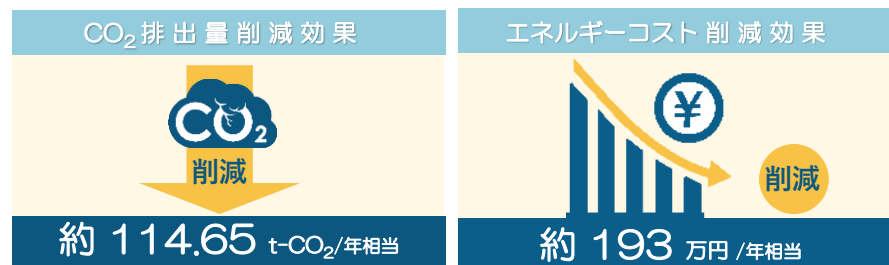 CO₂排出量削減効果
CO₂
削減
約 114.65 t-CO₂/年相当
エネルギーコスト削減効果
¥
削減
約 193 万円 /年相当